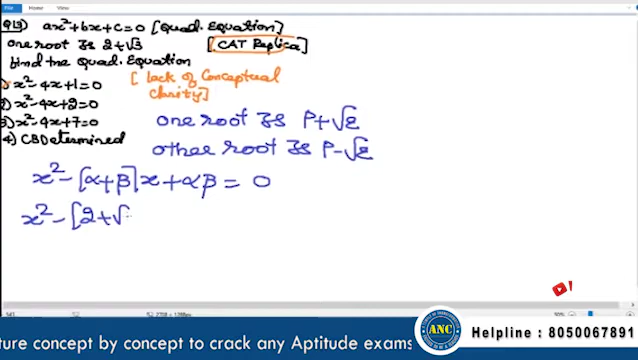 File Home View
Q13) ax²+bx+c=0 [Quad. Equation]
one root is 2+√3 [CAT Replica]
find the Quad. Equation
1) x²-4x+1=0 [lack of Conceptual
2) x²-4x+2=0 Clarity]
3) x²-4x+7=0
4) CBDetermined
one root is P+√ε
other root is P-√ε
x²-[α+β]x+αβ=0
x²-[2+√
ture concept by concept to crack any Aptitude exams
ANC
Helpline : 8050067891